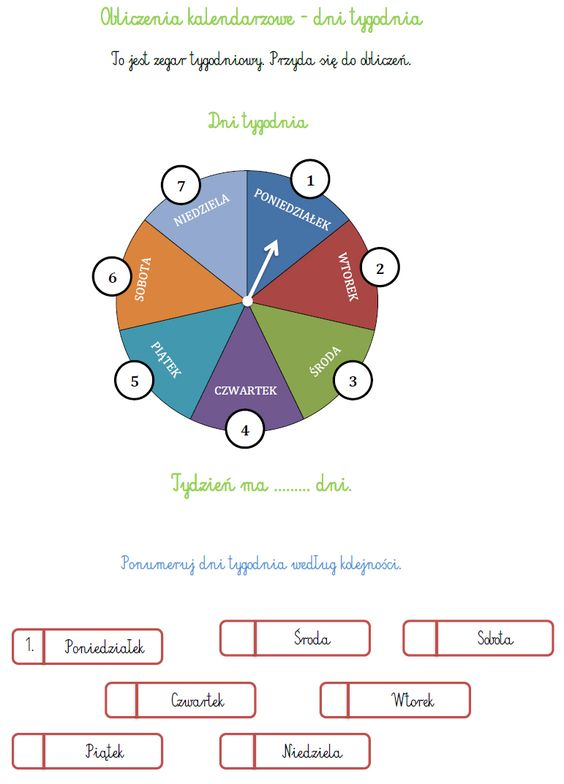 Obliczenia kalendarzowe - dni tygodnia
To jest zegar tygodniowy. Przyda się do obliczeń.
Dni tygodnia
7
1
NIEDZIELA
PONIEDZIAŁEK
6
SOBOTA
WTOREK
2
5
PIĄTEK
ŚRODA
3
CZWARTEK
4
Tydzień ma ......... dni.
Ponumeruj dni tygodnia według kolejności.
1. Poniedziałek
Środa
Sobota
Czwartek
Wtorek
Piątek
Niedziela